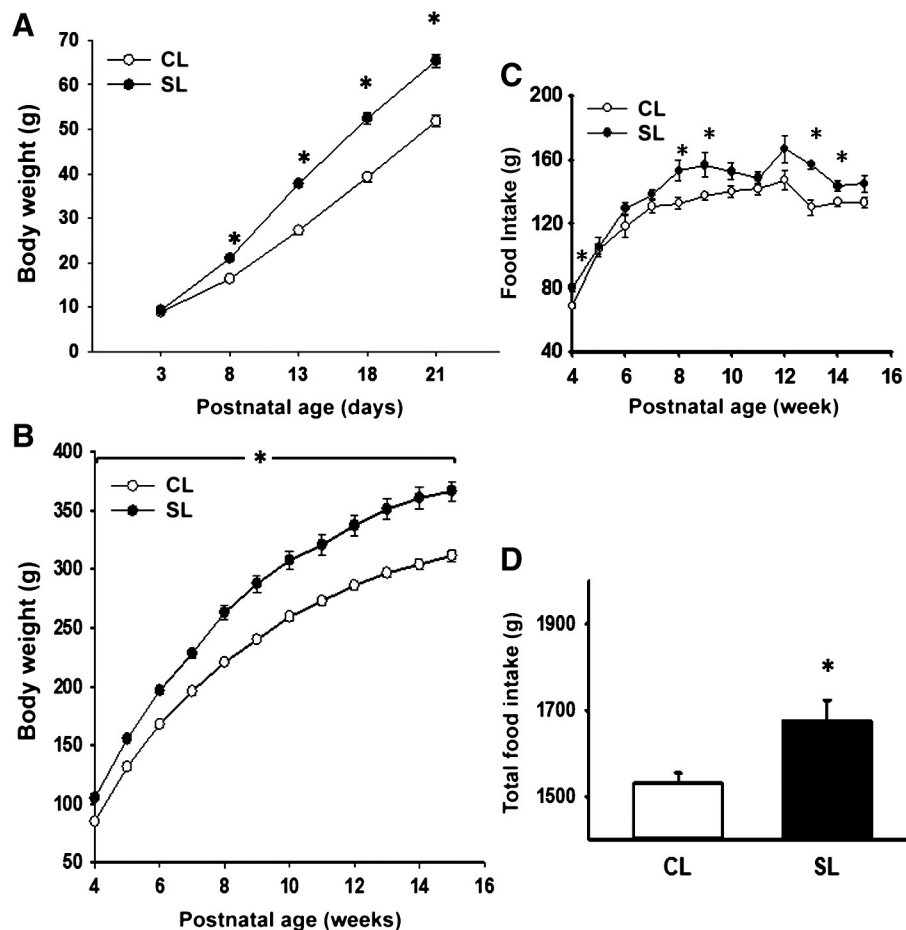 A
70
60
50
40
30
20
10
0
Body weight (g)
CL
SL
*
*
*
*
*
3 8 13 18 21
Postnatal age (days)
B
400
350
300
250
200
150
100
50
Body weight (g)
*
CL
SL
4 6 8 10 12 14 16
Postnatal age (weeks)
C
200
160
120
80
40
Food Intake (g)
CL
SL
* * * * *
4 6 8 10 12 14 16
Postnatal age (week)
D
1900
1700
1500
Total food intake (g)
*
CL SL